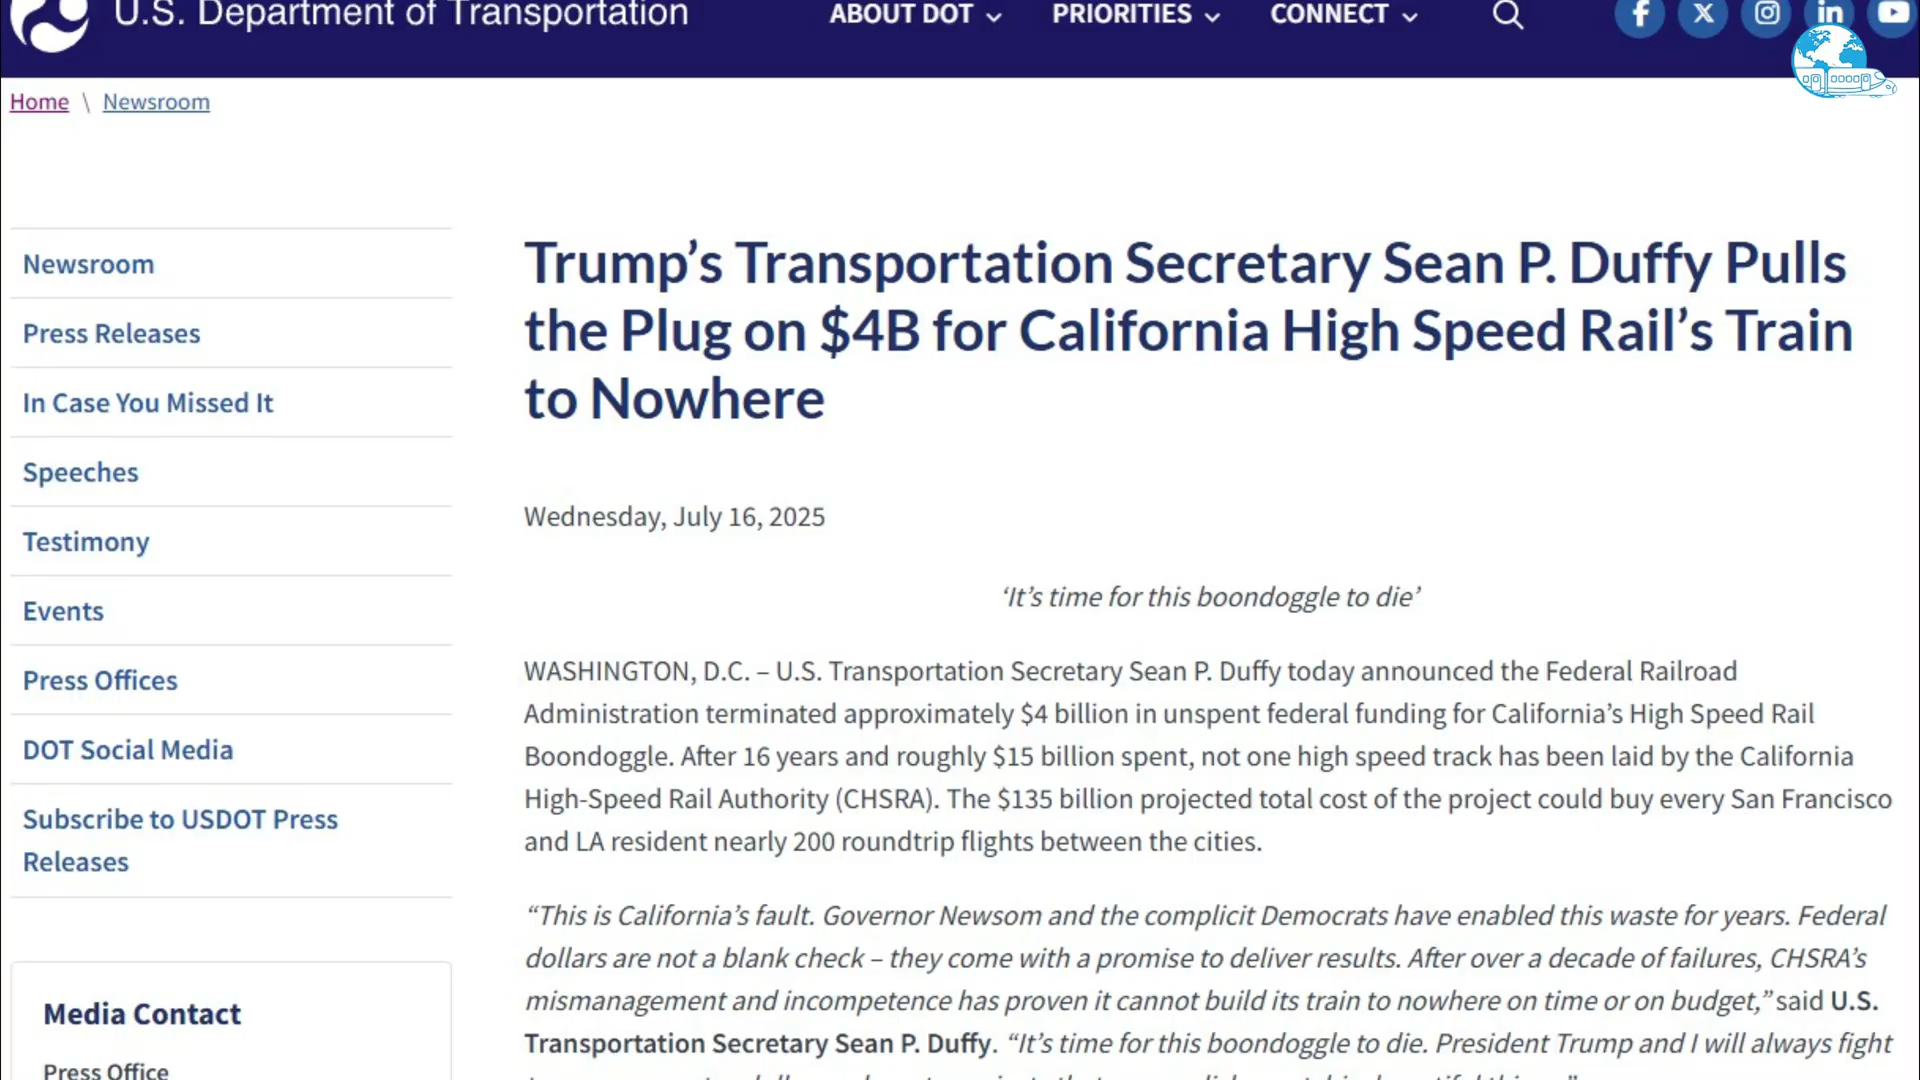 U.S. Department of Transportation
ABOUT DOT
PRIORITIES
CONNECT
Home \ Newsroom
Newsroom
Press Releases
In Case You Missed It
Speeches
Testimony
Events
Press Offices
DOT Social Media
Subscribe to USDOT Press
Releases
Media Contact
Press Office
Trump’s Transportation Secretary Sean P. Duffy Pulls
the Plug on $4B for California High Speed Rail’s Train
to Nowhere
Wednesday, July 16, 2025
‘It’s time for this boondoggle to die’
WASHINGTON, D.C. – U.S. Transportation Secretary Sean P. Duffy today announced the Federal Railroad
Administration terminated approximately $4 billion in unspent federal funding for California’s High Speed Rail
Boondoggle. After 16 years and roughly $15 billion spent, not one high speed track has been laid by the California
High-Speed Rail Authority (CHSRA). The $135 billion projected total cost of the project could buy every San Francisco
and LA resident nearly 200 roundtrip flights between the cities.
“This is California’s fault. Governor Newsom and the complicit Democrats have enabled this waste for years. Federal
dollars are not a blank check – they come with a promise to deliver results. After over a decade of failures, CHSRA’s
mismanagement and incompetence has proven it cannot build its train to nowhere on time or on budget,” said U.S.
Transportation Secretary Sean P. Duffy. “It’s time for this boondoggle to die. President Trump and I will always fight